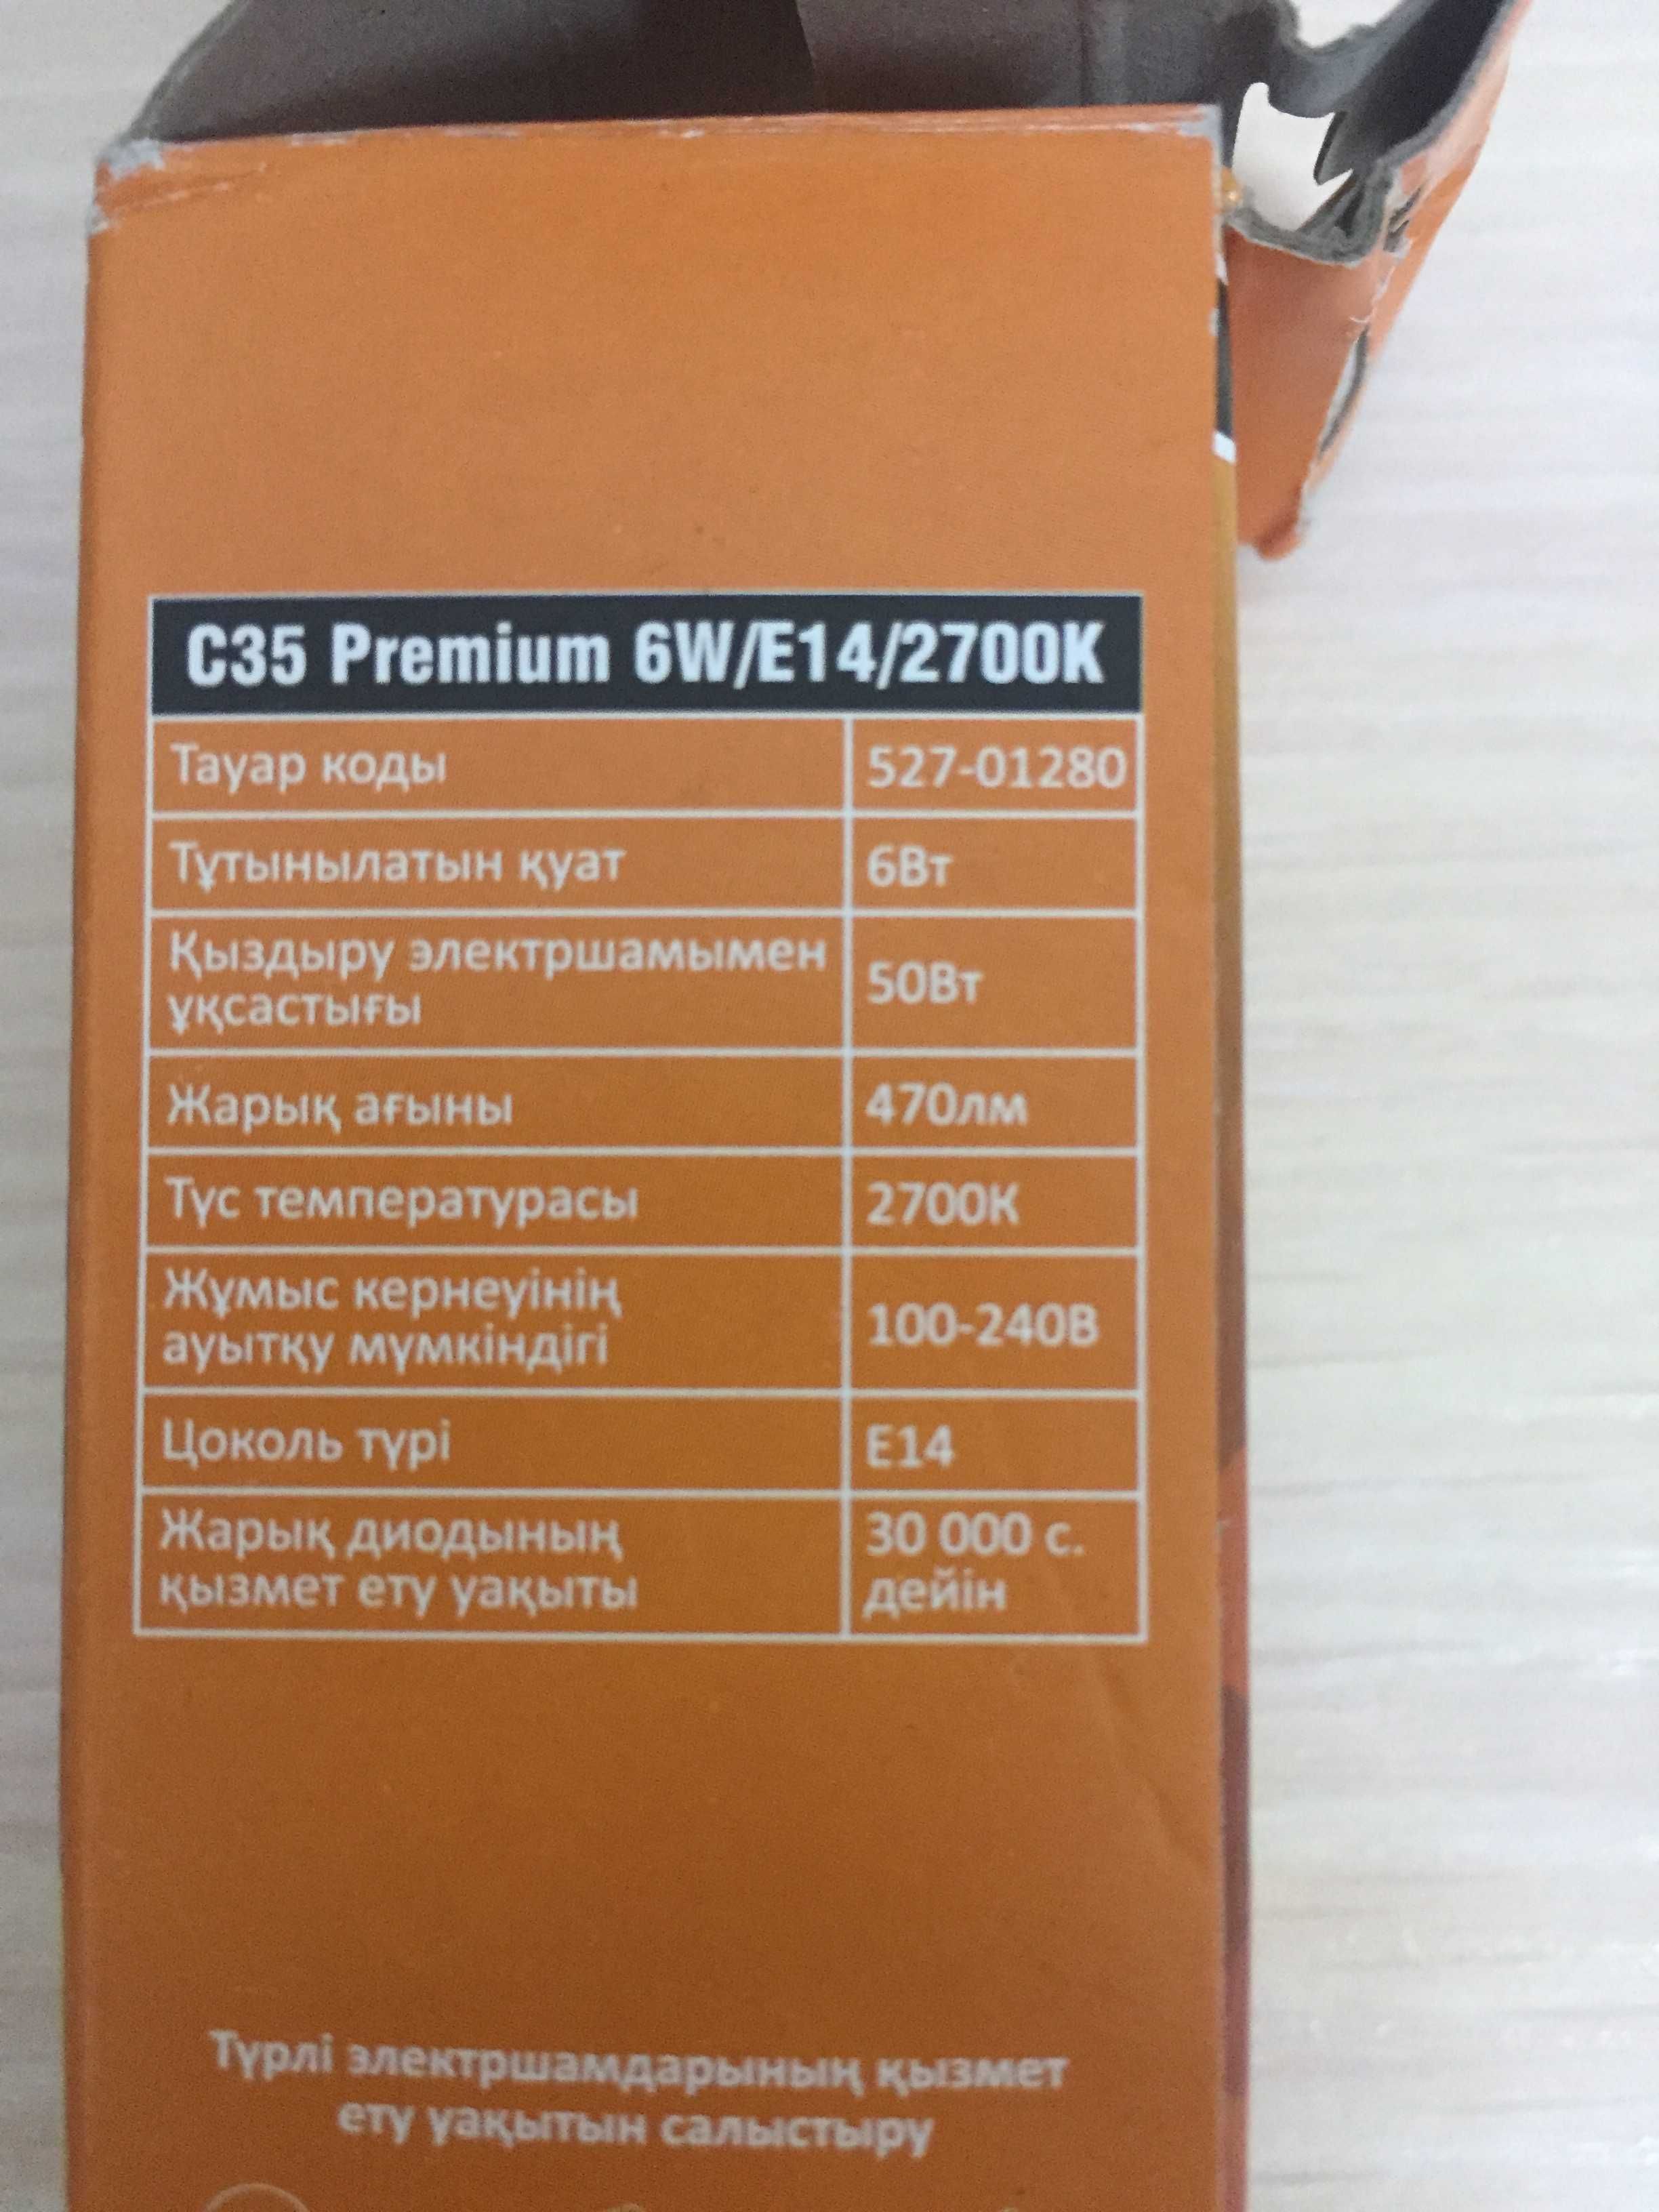 C35 Premium 6W/E14/2700K
Тауар коды 527-01280
Тұтынылатын қуат 6Вт
Қыздыру электршамымен
ұқсастығы 50Вт
Жарық ағыны 470лм
Түс температурасы 2700К
Жұмыс кернеуінің
ауытқу мүмкіндігі 100-240В
Цоколь түрі Е14
Жарық диодының 30 000 с.
қызмет ету уақыты дейін
Түрлі электршамдарының қызмет
ету уақытын салыстыру